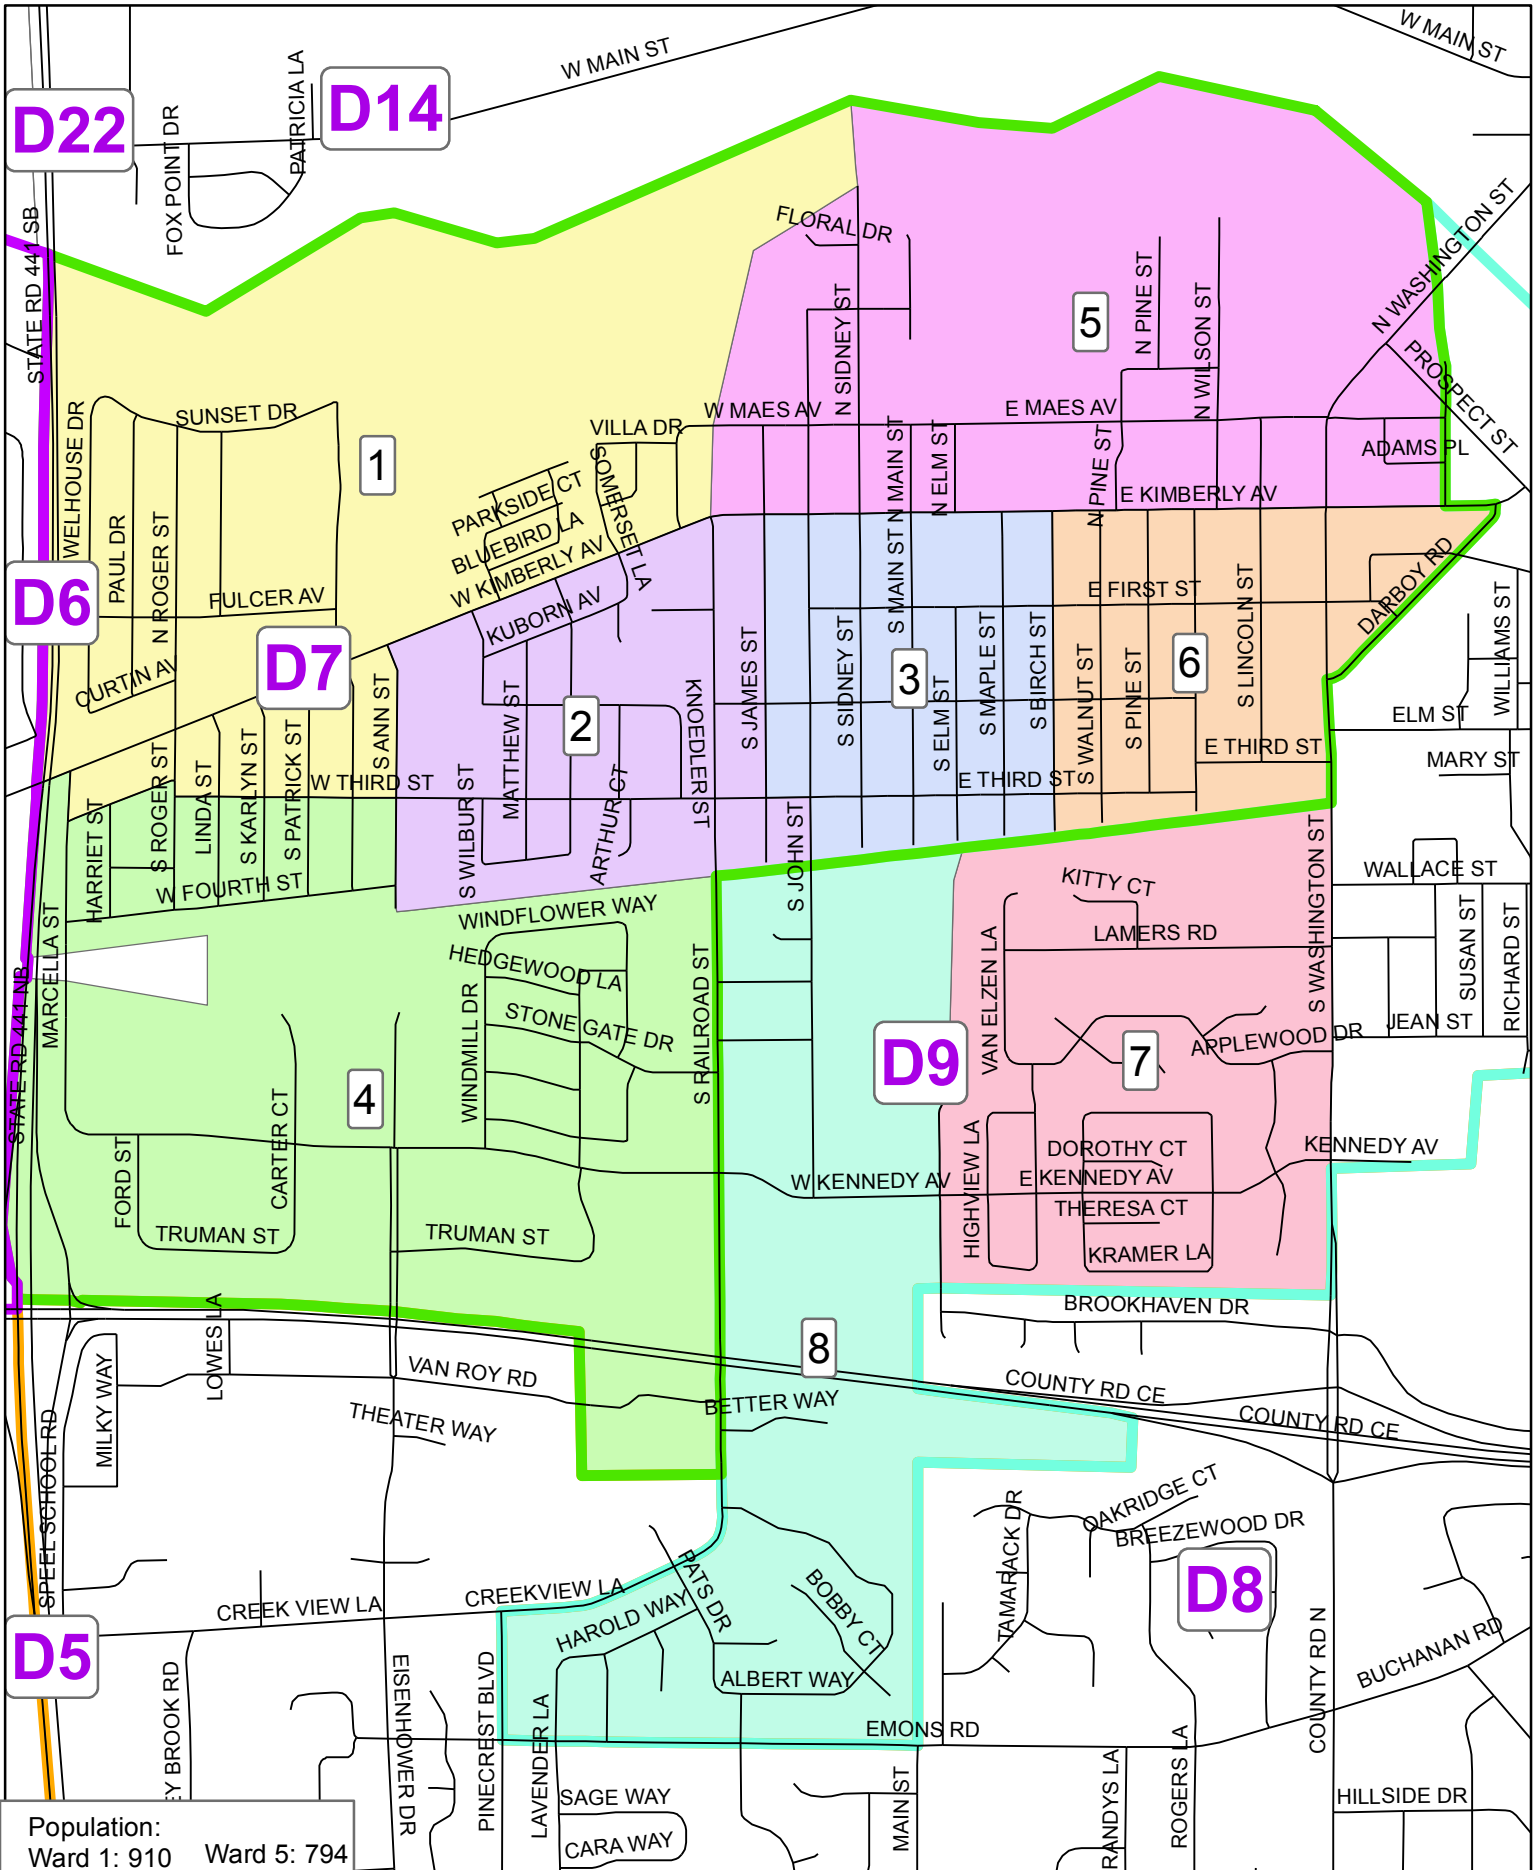 W MAIN ST
W MAIN ST
D22
D14
PATRICIA LA
FOX POINT DR
STATE RD 441 SB
FLORAL DR
N WASHINGTON ST
5
N PINE ST
N SIDNEY ST
N WILSON ST
PROSPECT ST
WELHOUSE DR
SUNSET DR
W MAES AV
E MAES AV
VILLA DR
1
N MAIN ST
N ELM ST
ADAMS PL
SOMERSET LA
PARKSIDE CT
N PINE ST
E KIMBERLY AV
PAUL DR
N ROGER ST
BLUEBIRD LA
W KIMBERLY AV
DARBOY RD
D6
FULCER AV
KUBORN AV
S MAIN ST
E FIRST ST
S LINCOLN ST
WILLIAMS ST
D7
CURTIN AV
S JAMES ST
S SIDNEY ST
3
S MAPLE ST
S BIRCH ST
6
S ANN ST
MATTHEW ST
2
KNOEDLER ST
S ELM ST
S WALNUT ST
S PINE ST
ELM ST
E THIRD ST
MARY ST
S ROGER ST
LINDA ST
S KARLYN ST
S PATRICK ST
W THIRD ST
E THIRD ST
S WILBUR ST
ARTHUR CT
HARRIET ST
S JOHN ST
S WASHINGTON ST
WALLACE ST
W FOURTH ST
KITTY CT
WINDFLOWER WAY
LAMERS RD
SUSAN ST
RICHARD ST
MARCELLA ST
HEDGEWOOD LA
S RAILROAD ST
VAN ELZEN LA
STATE RD 441 NB
STONE GATE DR
WINDMILL DR
D9
7
APPLEWOOD DR
JEAN ST
4
CARTER CT
FORD ST
HIGHVIEW LA
DOROTHY CT
KENNEDY AV
W KENNEDY AV
E KENNEDY AV
THERESA CT
TRUMAN ST
TRUMAN ST
KRAMER LA
BROOKHAVEN DR
LOWES LA
8
VAN ROY RD
COUNTY RD CE
BETTER WAY
COUNTY RD CE
MILKY WAY
THEATER WAY
SPEEL SCHOOL RD
TAMARACK DR
OAKRIDGE CT
BREEZEWOOD DR
PATS DR
BOBBY CT
D8
CREEK VIEW LA
CREEKVIEW LA
HAROLD WAY
COUNTY RD N
BUCHANAN RD
D5
EY BROOK RD
EISENHOWER DR
PINECREST BLVD
LAVENDER LA
ALBERT WAY
EMONS RD
SAGE WAY
MAIN ST
RANDYS LA
ROGERS LA
HILLSIDE DR
CARA WAY
Population:
Ward 1: 910 Ward 5: 794